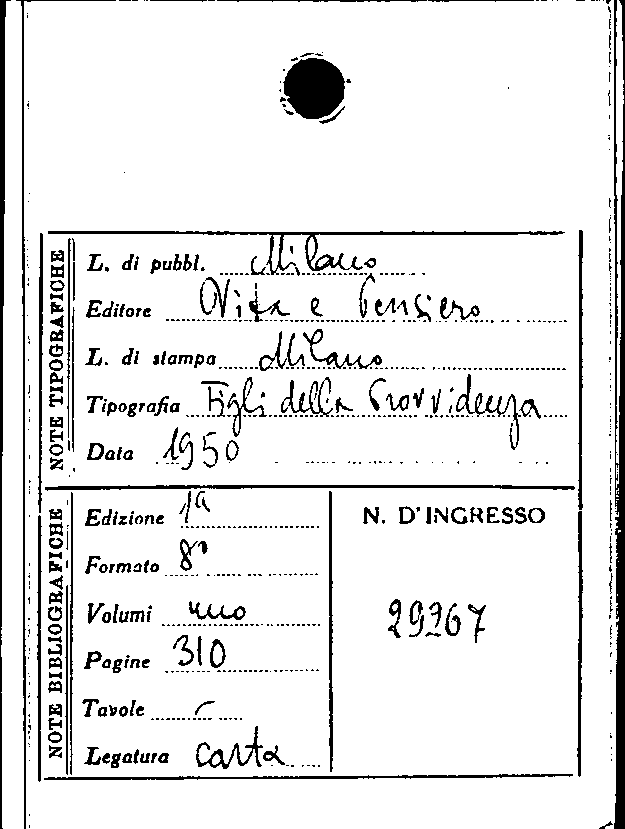 NOTE TIPOGRAFICHE
L. di pubbl. Milano
Editore Vita e Pensiero
L. di stampa Milano
Tipografia Figli della Provvidenza
Data 1950
NOTE BIBLIOGRAFICHE
Edizione 1a
Formato 8°
Volumi uno
Pagine 310
Tavole -
Legatura carta
N. D'INGRESSO
29267